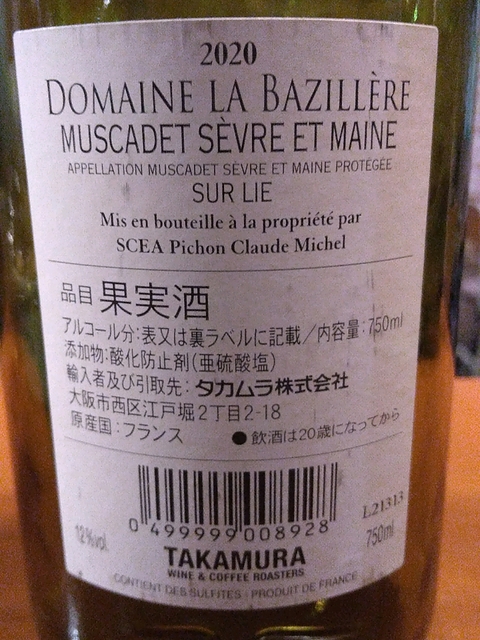 2020
DOMAINE LA BAZILLÈRE
MUSCADET SÈVRE ET MAINE
APPELLATION MUSCADET SÈVRE ET MAINE PROTÉGÉE
SUR LIE
Mis en bouteille à la propriété par
SCEA Pichon Claude Michel
品目 果実酒
アルコール分:表又は裏ラベルに記載/内容量:750ml
添加物:酸化防止剤(亜硫酸塩)
輸入者及び引取先:タカムラ株式会社
大阪市西区江戸堀2丁目2-18
原産国:フランス
●飲酒は20歳になってから
0 499999 008928
L21313
12%vol.
750ml
TAKAMURA
WINE & COFFEE ROASTERS
CONTIENT DES SULFITES - PRODUIT DE FRANCE